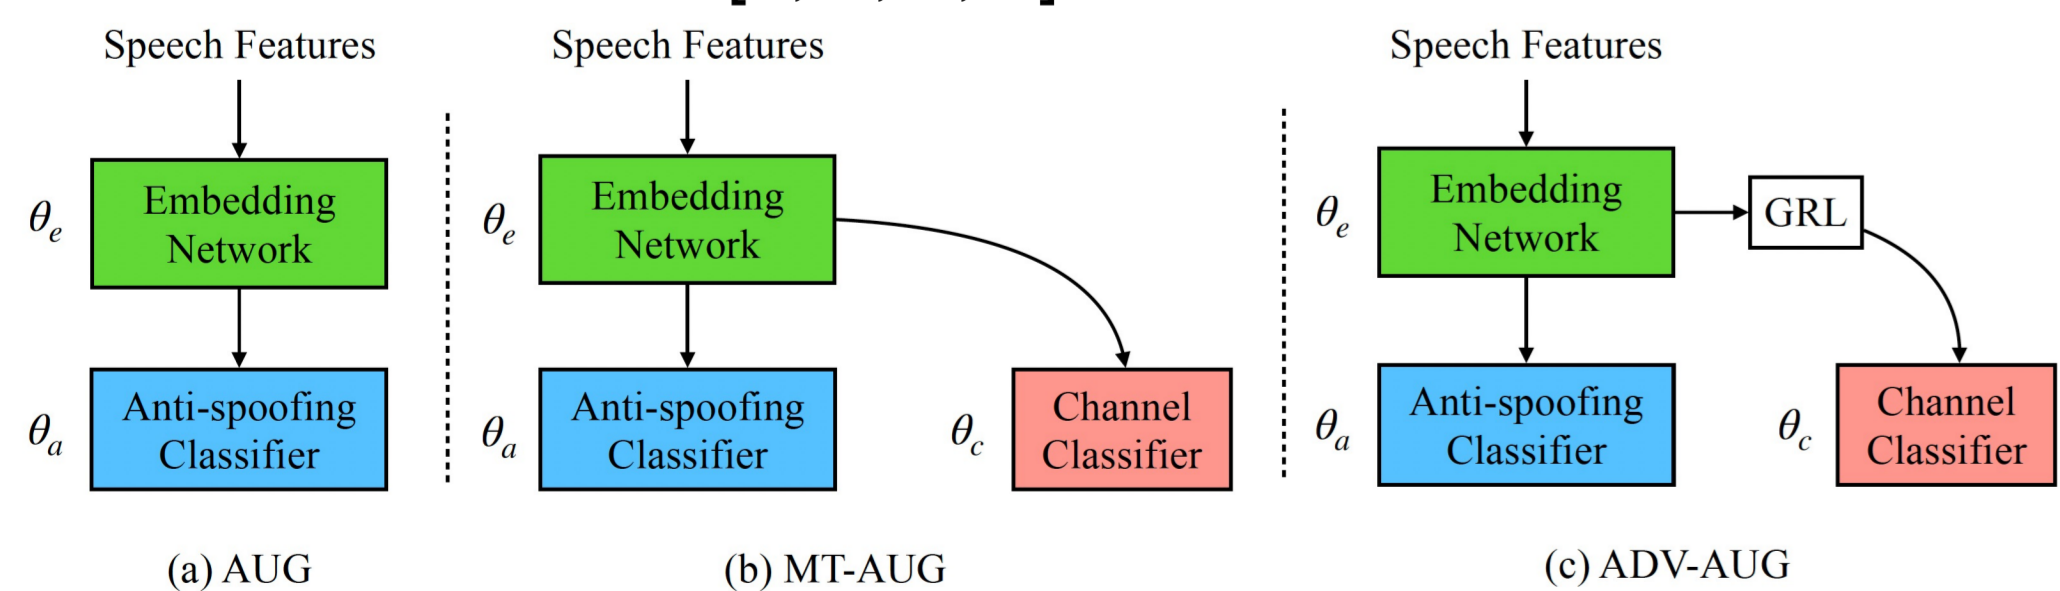 Speech Features
Embedding
Network
θe
Anti-spoofing
Classifier
θa
(a) AUG
Speech Features
Embedding
Network
θe
Anti-spoofing
Classifier
θa
Channel
Classifier
θc
(b) MT-AUG
Speech Features
Embedding
Network
θe
GRL
Anti-spoofing
Classifier
θa
Channel
Classifier
θc
(c) ADV-AUG